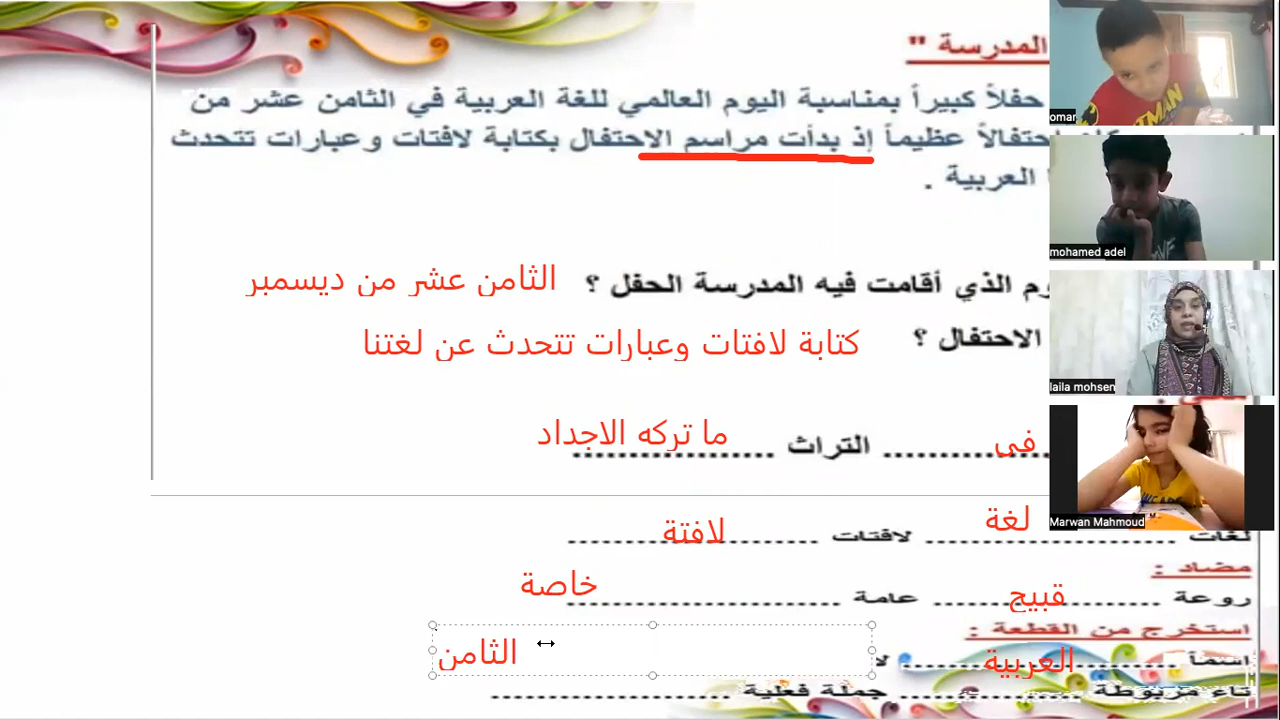 المدرسة "
حفلاً كبيراً بمناسبة اليوم العالمي للغة العربية في الثامن عشر من
احتفالاً عظيماً إذ بدأت مراسم الاحتفال بكتابة لافتات وعبارات تتحدث
العربية .
الذي أقامت فيه المدرسة الحفل ؟ الثامن عشر من ديسمبر
الاحتفال ؟ كتابة لافتات وعبارات تتحدث عن لغتنا
فى .......... التراث ما تركه الاجداد ..........
لغات .......... لغة لافتات .......... لافتة
مضاد :
روعة .......... قبيح عامة .......... خاصة
استخرج من القطعة :
اسماً .......... العربية الثامن
تاء مربوطة .......... جملة فعلية ..........
omar
mohamed adel
laila mohsen
Marwan Mahmoud